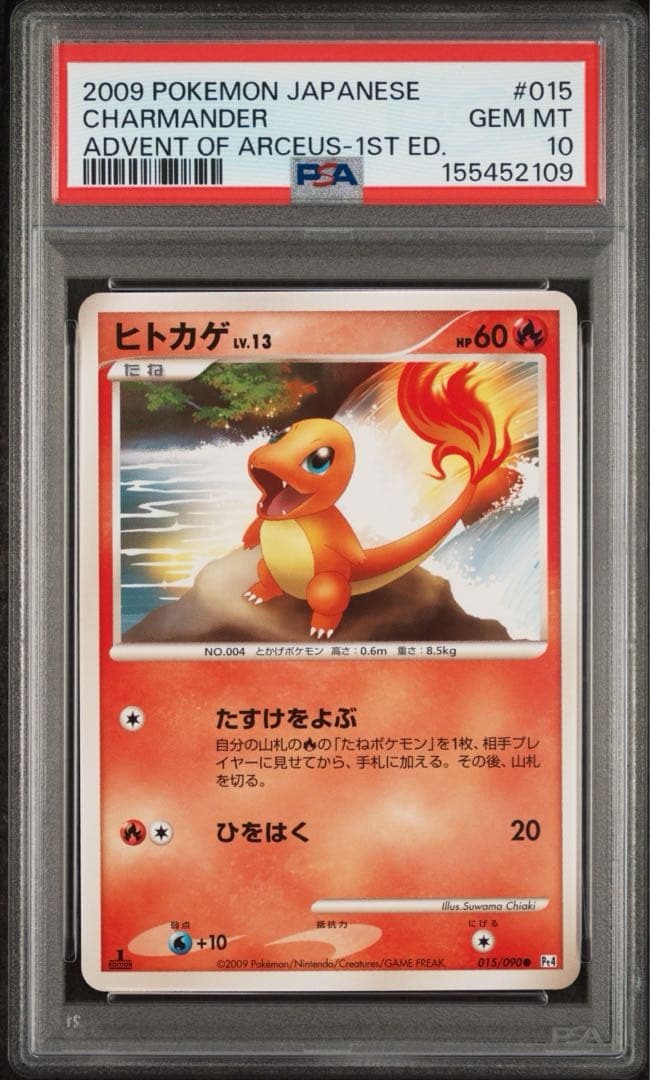 2009 POKEMON JAPANESE #015
CHARMANDER GEM MT
ADVENT OF ARCEUS-1ST ED. 10
PSA 155452109
ヒトカゲ LV.13 HP60
たね
NO.004 とかげポケモン 高さ:0.6m 重さ:8.5kg
たすけをよぶ
自分の山札の の「たねポケモン」を1枚、相手プレ
イヤーに見せてから、手札に加える。その後、山札
を切る。
ひをはく 20
Illus.Suwama Chiaki
弱点 抵抗力 にげる
+10
1 EDITION ©2009 Pokémon/Nintendo/Creatures/GAME FREAK. 015/090 Pt4
PSA